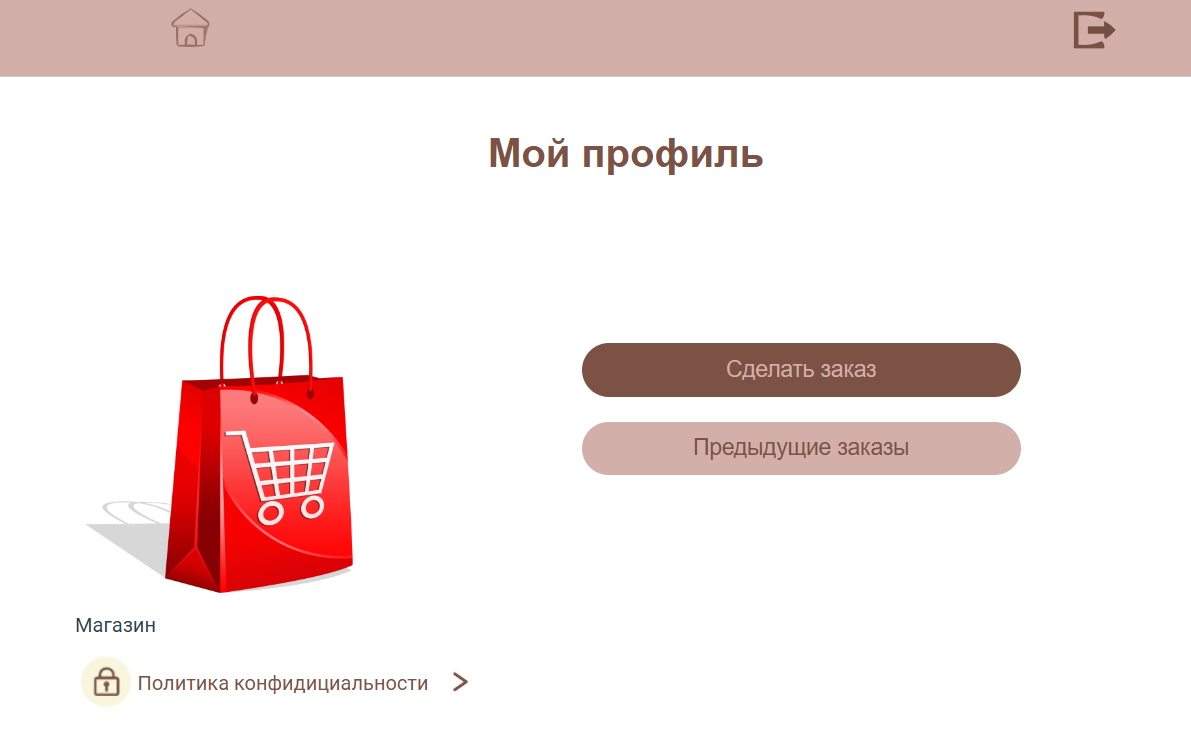 Мой профиль
Сделать заказ
Предыдущие заказы
Магазин
Политика конфидициальности